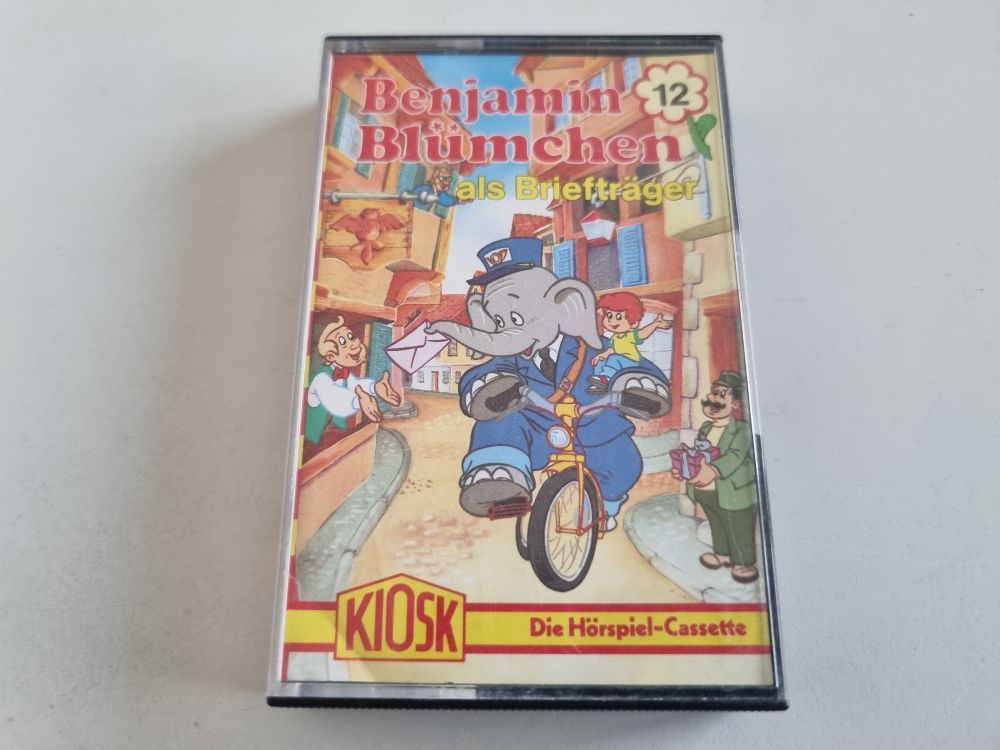 Benjamin
Blümchen
12
als Briefträger
KIOSK
Die Hörspiel-Cassette